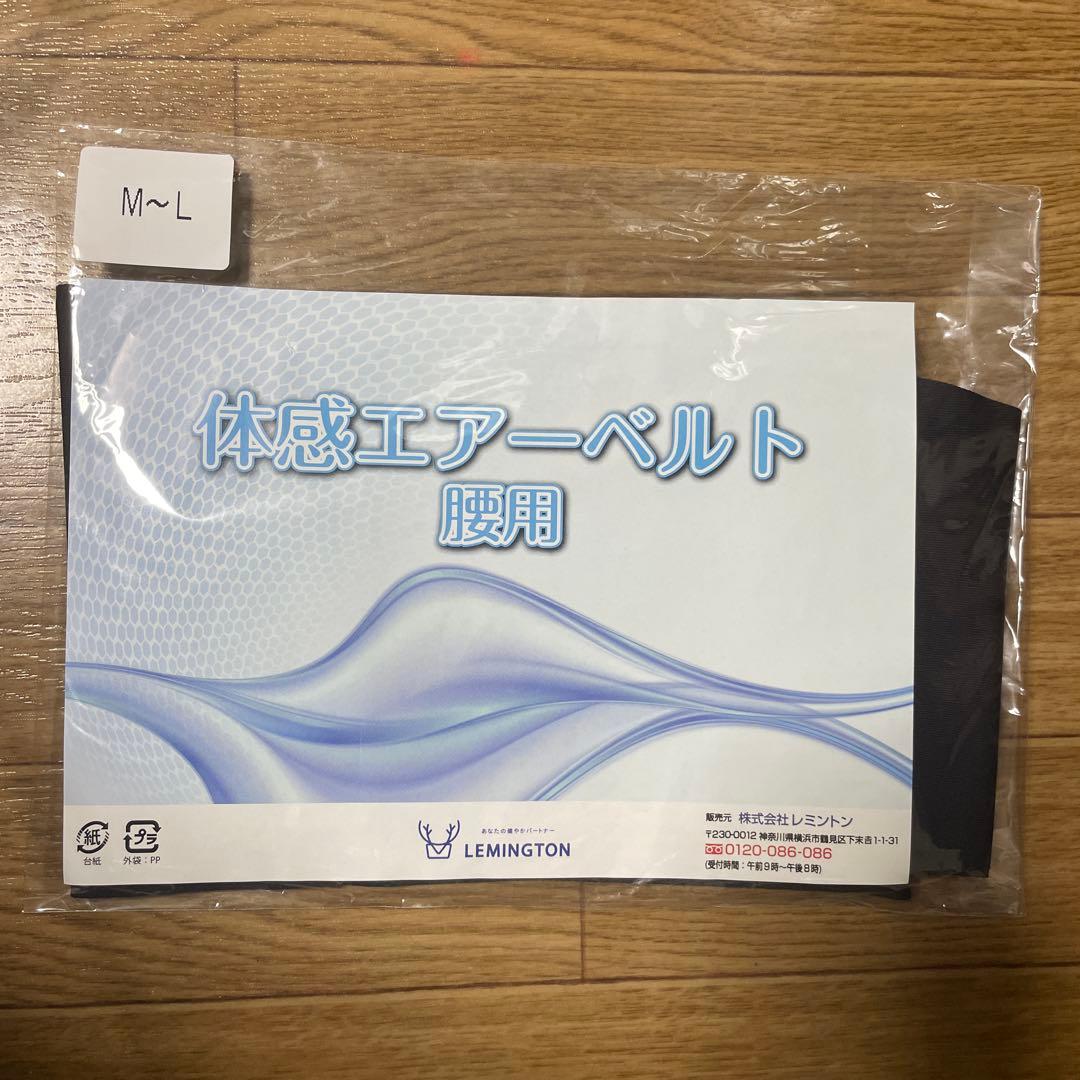 M～L
体感エアーベルト
腰用
紙
台紙
プラ
外袋：PP
あなたの健やかパートナー
LEMINGTON
販売元 株式会社レミントン
〒230-0012 神奈川県横浜市鶴見区下末吉1-1-31
0120-086-086
(受付時間：午前9時～午後8時)